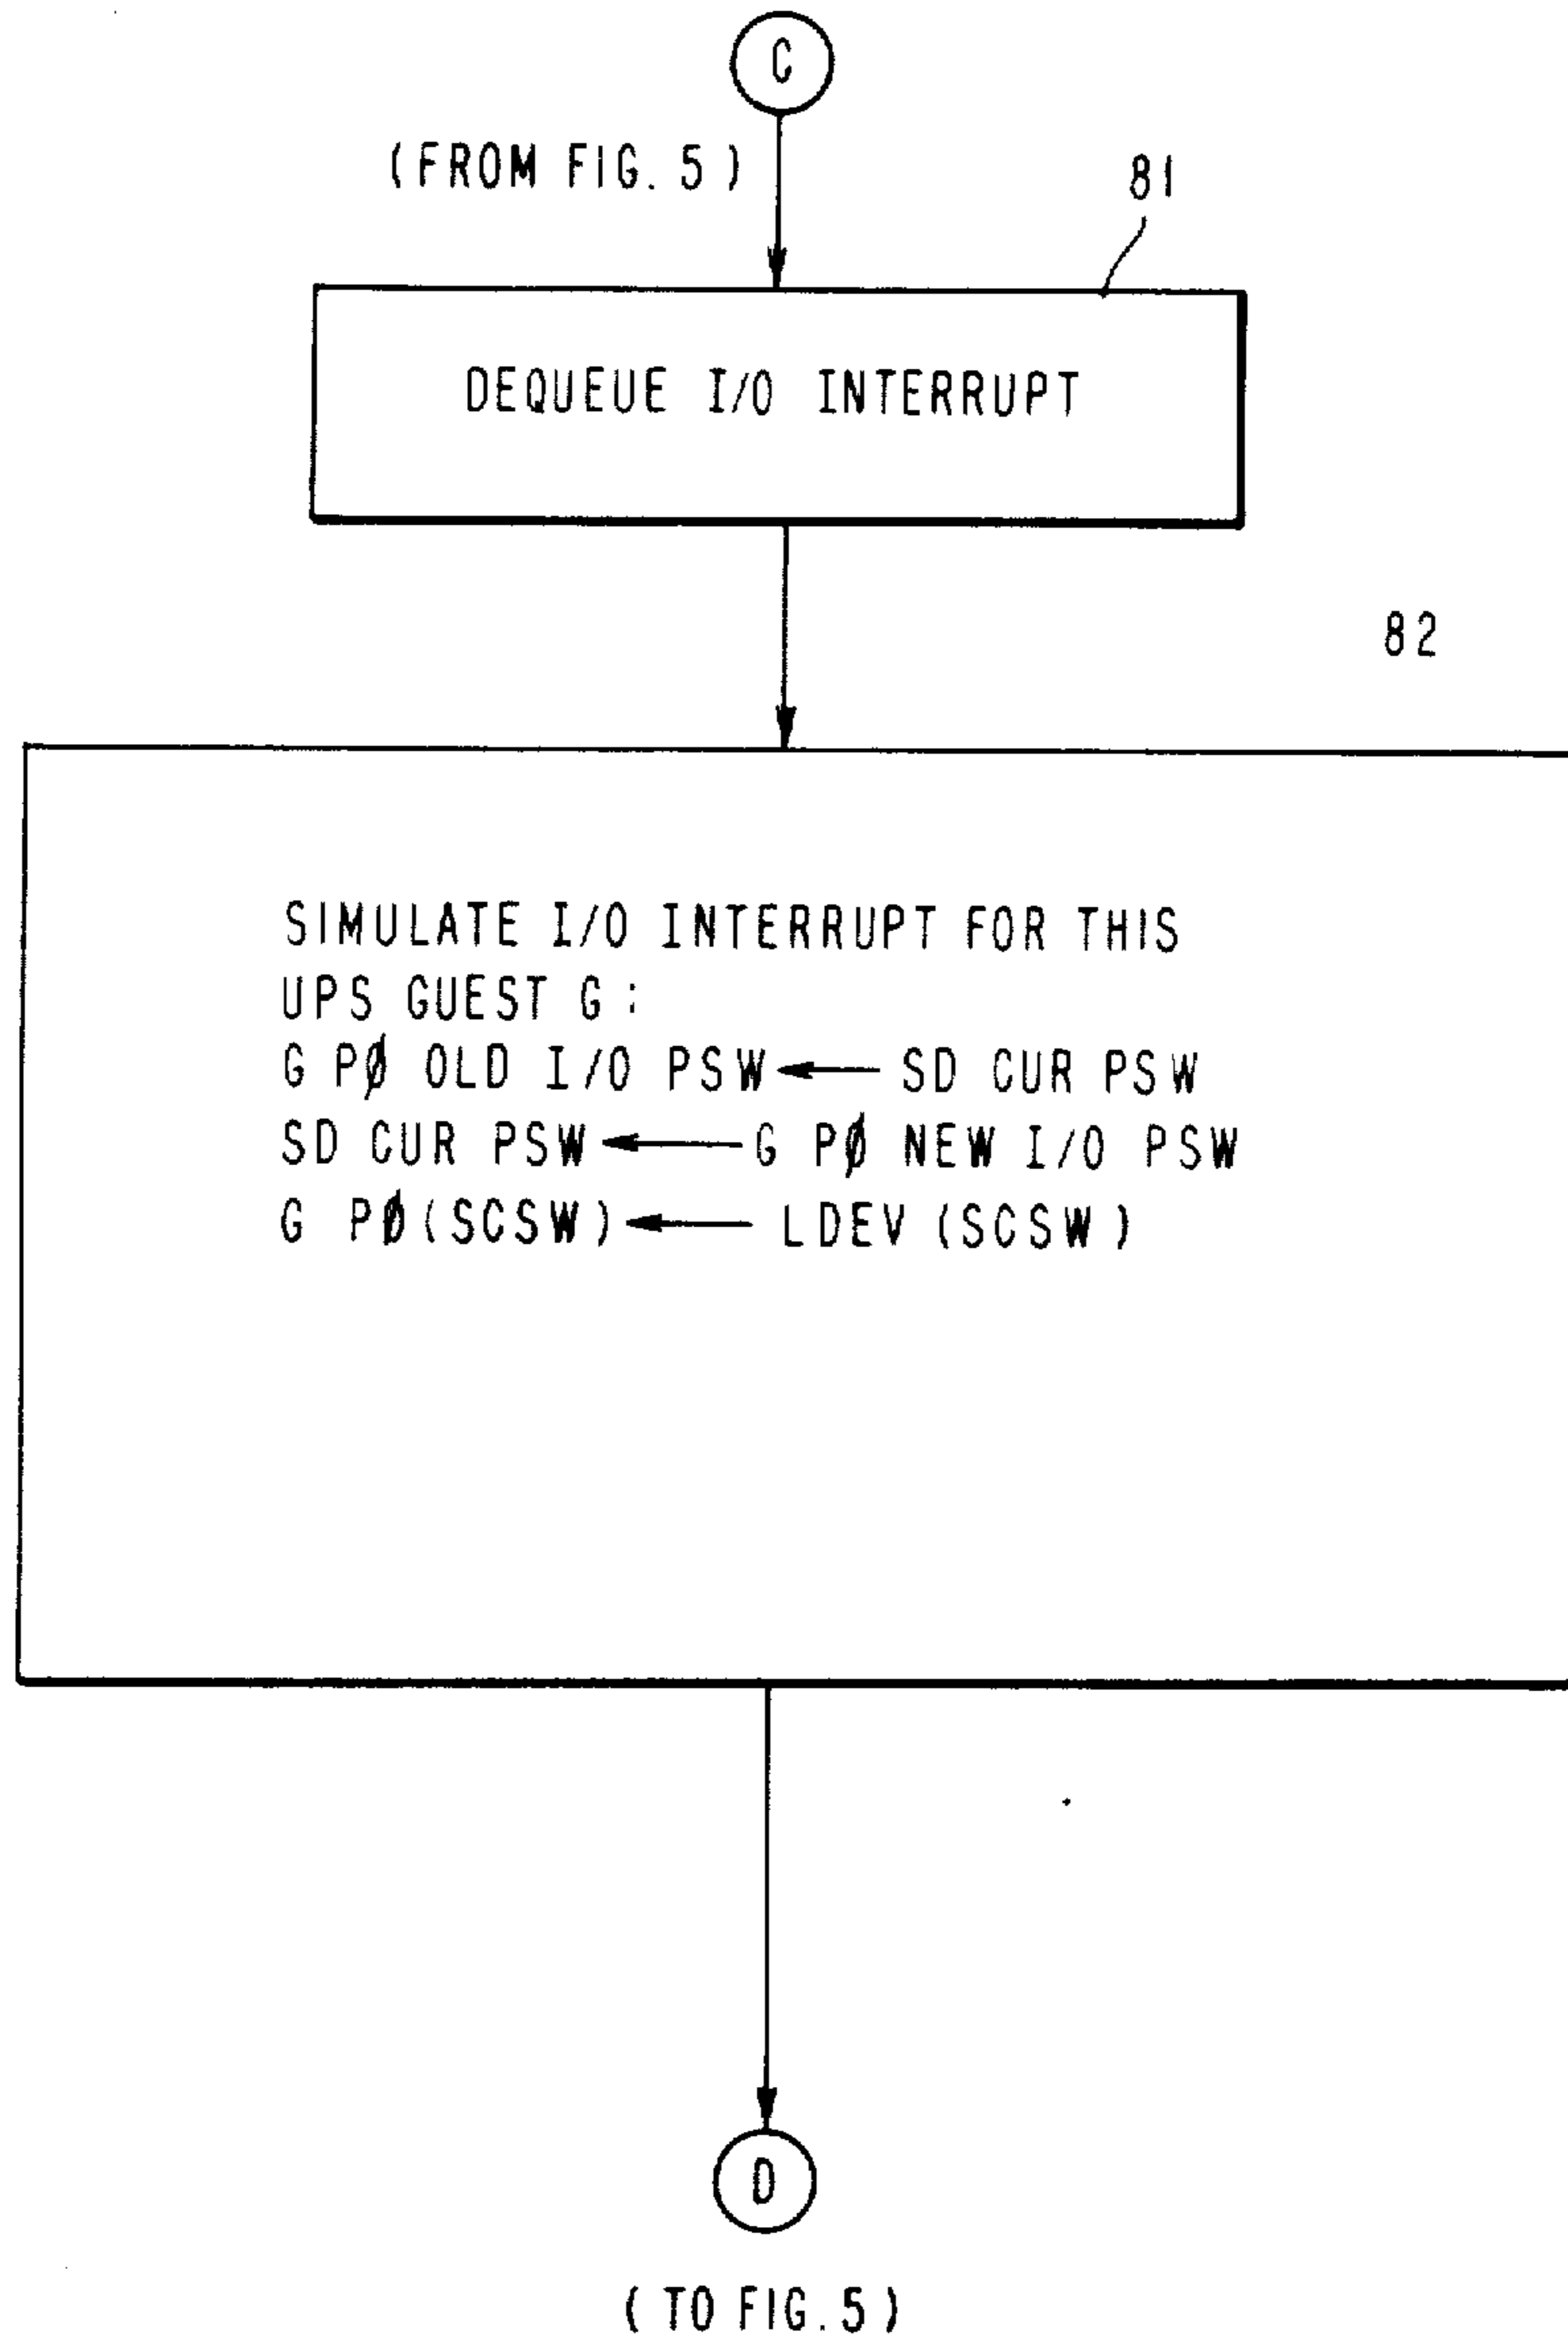 C
(FROM FIG. 5)
81
DEQUEUE I/O INTERRUPT
82
SIMULATE I/O INTERRUPT FOR THIS
UPS GUEST G :
G PØ OLD I/O PSW ← SD CUR PSW
SD CUR PSW ← G PØ NEW I/O PSW
G PØ (SCSW) ← LDEV (SCSW)
D
(TO FIG. 5)